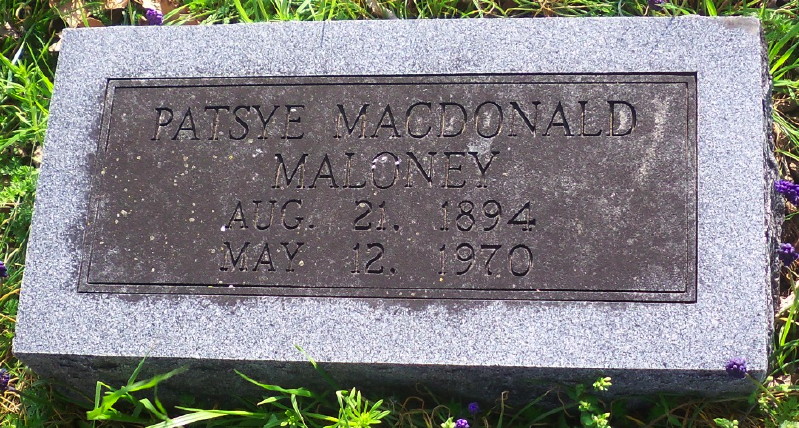 PATSYE MACDONALD
MALONEY
AUG. 21, 1894
MAY 12, 1970